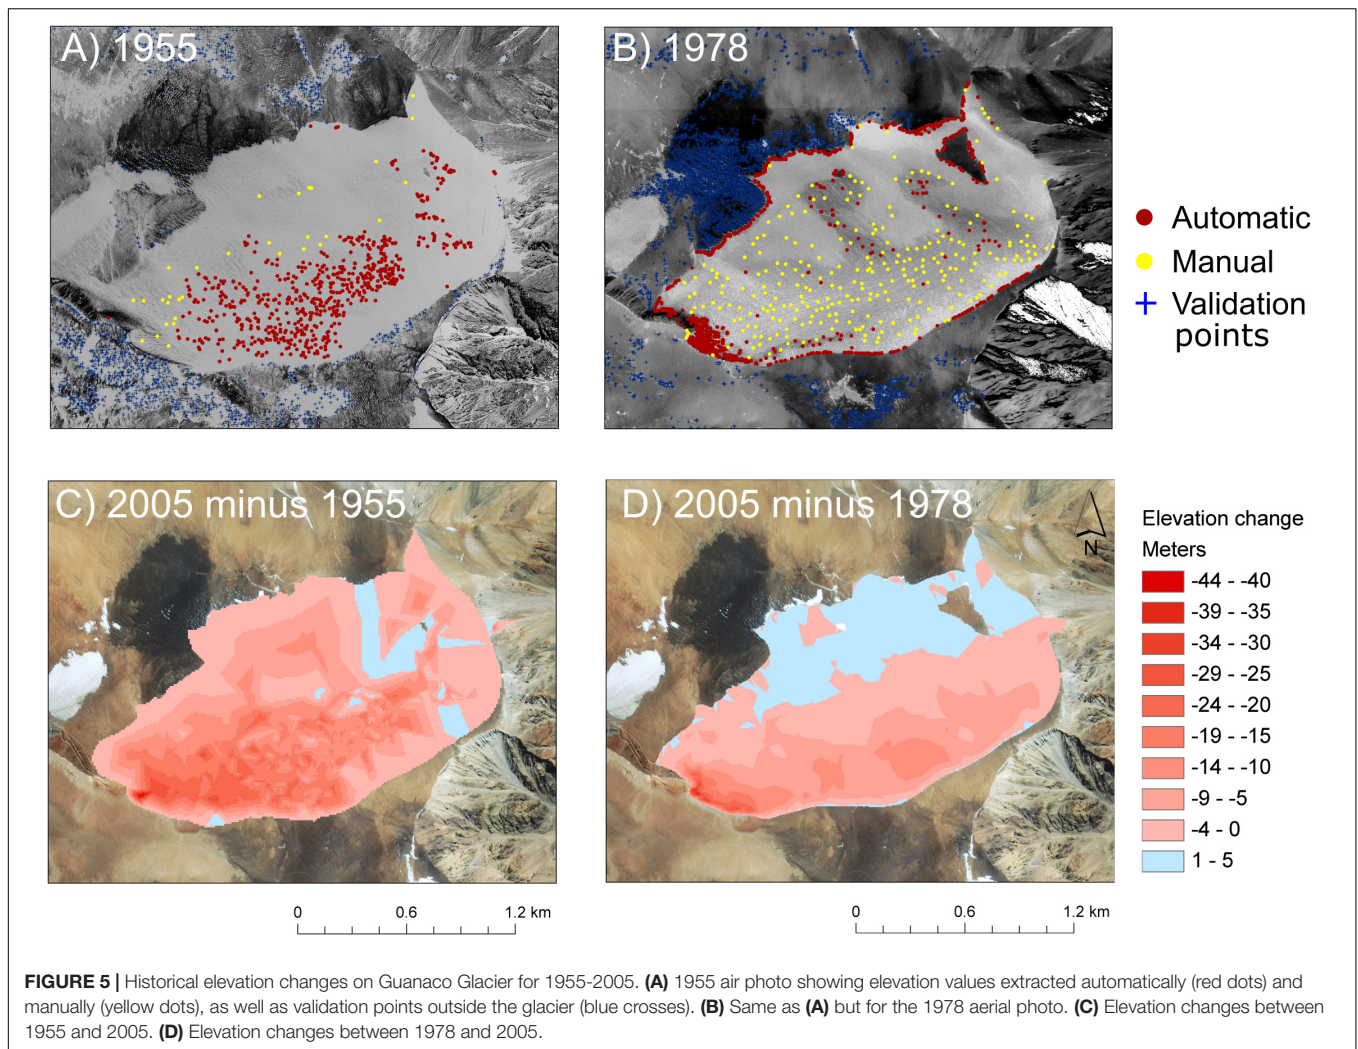 A) 1955
B) 1978
Automatic
Manual
Validation
points
C) 2005 minus 1955
D) 2005 minus 1978
N
Elevation change
Meters
-44 - -40
-39 - -35
-34 - -30
-29 - -25
-24 - -20
-19 - -15
-14 - -10
-9 - -5
-4 - 0
1 - 5
0 0.6 1.2 km
0 0.6 1.2 km
FIGURE 5 | Historical elevation changes on Guanaco Glacier for 1955-2005. (A) 1955 air photo showing elevation values extracted automatically (red dots) and
manually (yellow dots), as well as validation points outside the glacier (blue crosses). (B) Same as (A) but for the 1978 aerial photo. (C) Elevation changes between
1955 and 2005. (D) Elevation changes between 1978 and 2005.